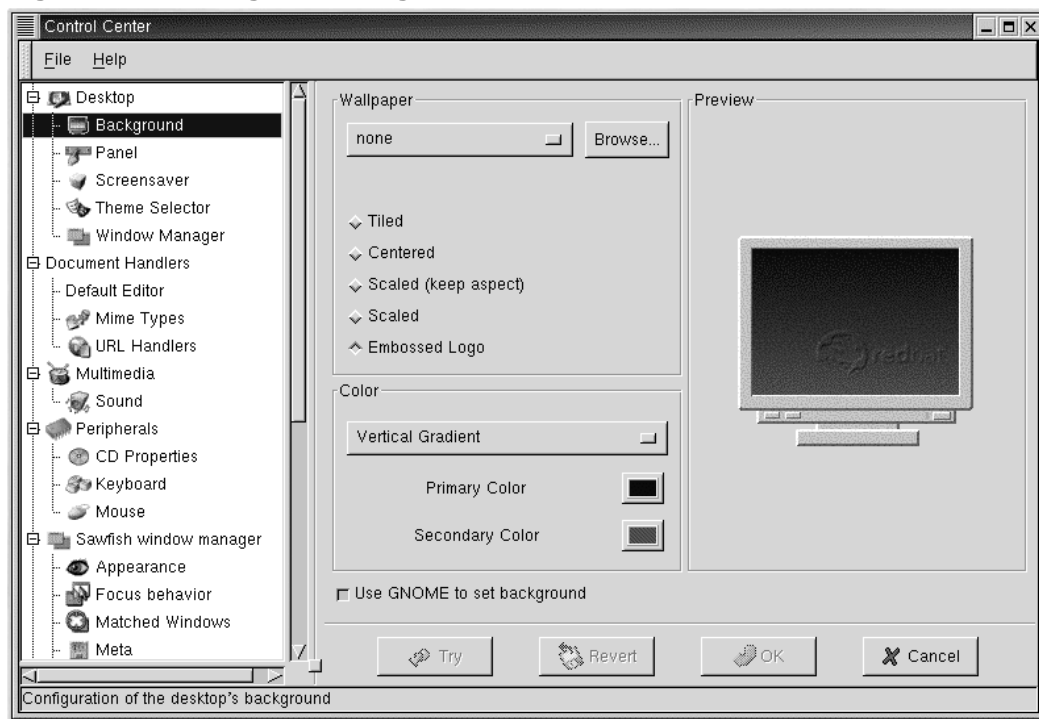 Control Center
File Help
Desktop
Background
Panel
Screensaver
Theme Selector
Window Manager
Document Handlers
Default Editor
Mime Types
URL Handlers
Multimedia
Sound
Peripherals
CD Properties
Keyboard
Mouse
Sawfish window manager
Appearance
Focus behavior
Matched Windows
Meta
Wallpaper
none
Browse...
Tiled
Centered
Scaled (keep aspect)
Scaled
Embossed Logo
Color
Vertical Gradient
Primary Color
Secondary Color
Preview
redhat
Use GNOME to set background
Try
Revert
OK
Cancel
Configuration of the desktop's background